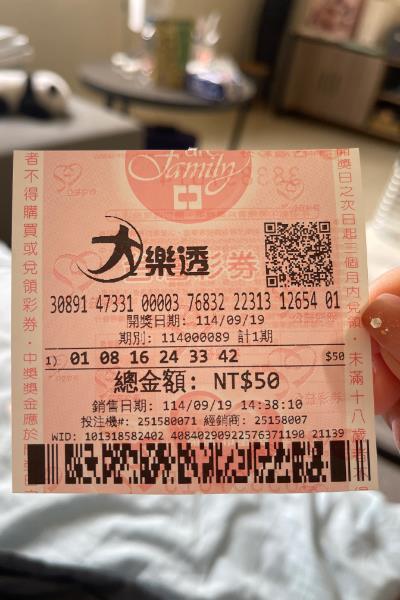 are
Family
大樂透
30891 47331 00003 76832 22313 12654 01
開獎日期: 114/09/19
期別: 114000089 計1期
1) 01 08 16 24 33 42 $50
總金額: NT$50
銷售日期: 114/09/19 14:38:10
投注機#: 251580071 經銷商: 25158007
WID: 101318582402 40840290922576371190 21139
者不得購買或兌領彩券·中獎獎金應於
開獎日之次日起三個月內兌領·未滿十八歲